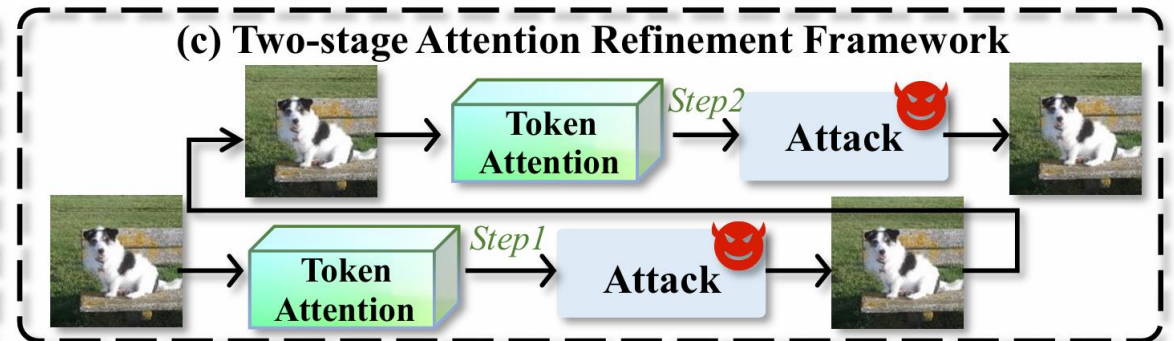 (c) Two-stage Attention Refinement Framework
Token
Attention
Step2
Attack
Token
Attention
Step1
Attack